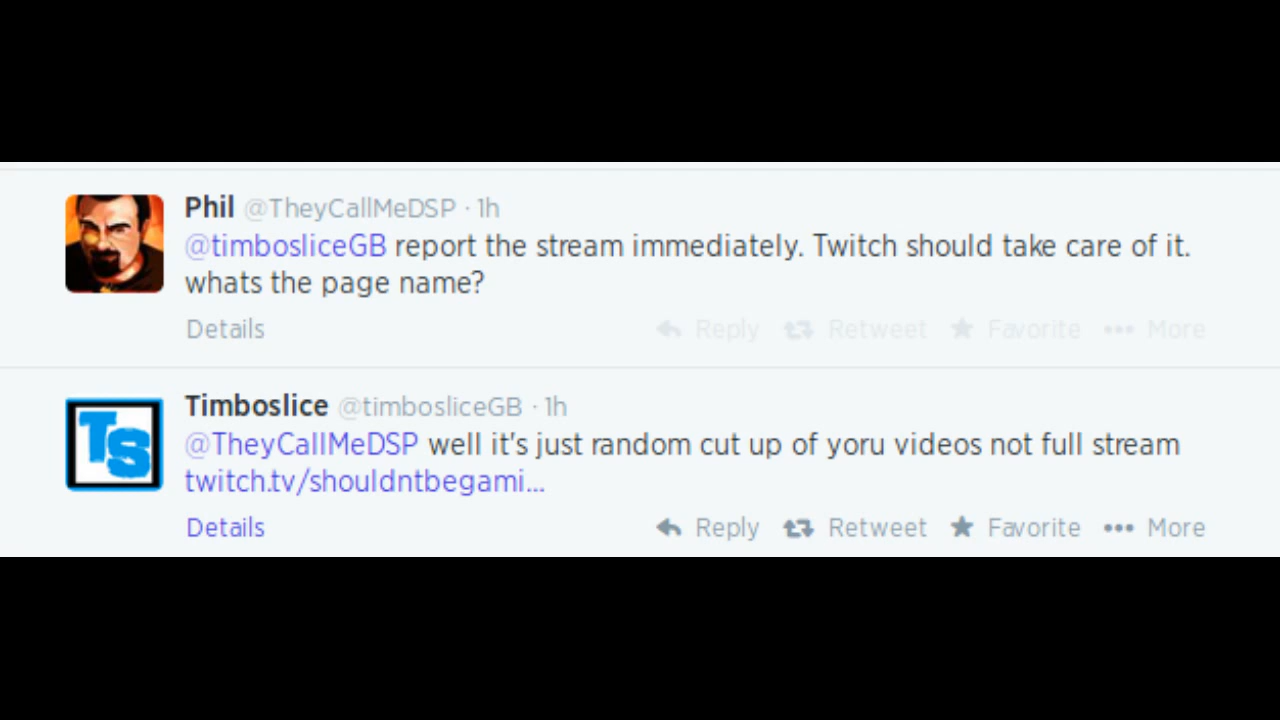 Phil @TheyCallMeDSP · 1h
@timbosliceGB report the stream immediately. Twitch should take care of it.
whats the page name?
Details Reply Retweet Favorite More
Timboslice @timbosliceGB · 1h
TS
@TheyCallMeDSP well it's just random cut up of yoru videos not full stream
twitch.tv/shouldntbegami...
Details Reply Retweet Favorite More